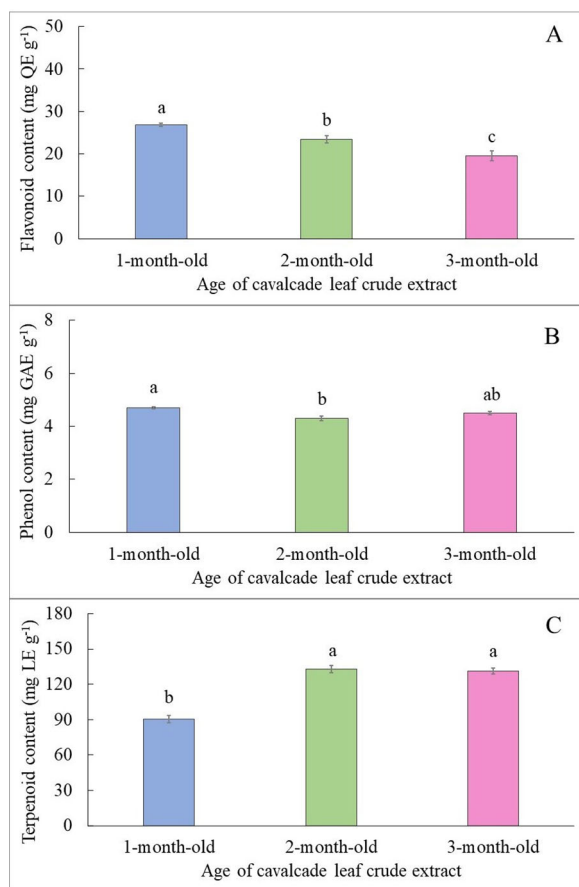 A
Flavonoid content (mg QE g⁻¹)
50
40
30
20
10
0
a
b
c
1-month-old 2-month-old 3-month-old
Age of cavalcade leaf crude extract
B
Phenol content (mg GAE g⁻¹)
8
6
4
2
0
a
b
ab
1-month-old 2-month-old 3-month-old
Age of cavalcade leaf crude extract
C
Terpenoid content (mg LE g⁻¹)
180
150
120
90
60
30
0
b
a
a
1-month-old 2-month-old 3-month-old
Age of cavalcade leaf crude extract